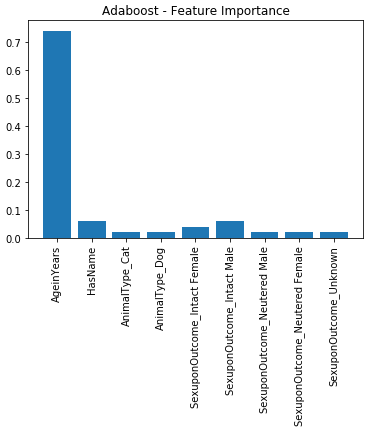 Adaboost - Feature Importance
0.7
0.6
0.5
0.4
0.3
0.2
0.1
0.0
AgeinYears
HasName
AnimalType_Cat
AnimalType_Dog
SexuponOutcome_Intact Female
SexuponOutcome_Intact Male
SexuponOutcome_Neutered Male
SexuponOutcome_Neutered Female
SexuponOutcome_Unknown